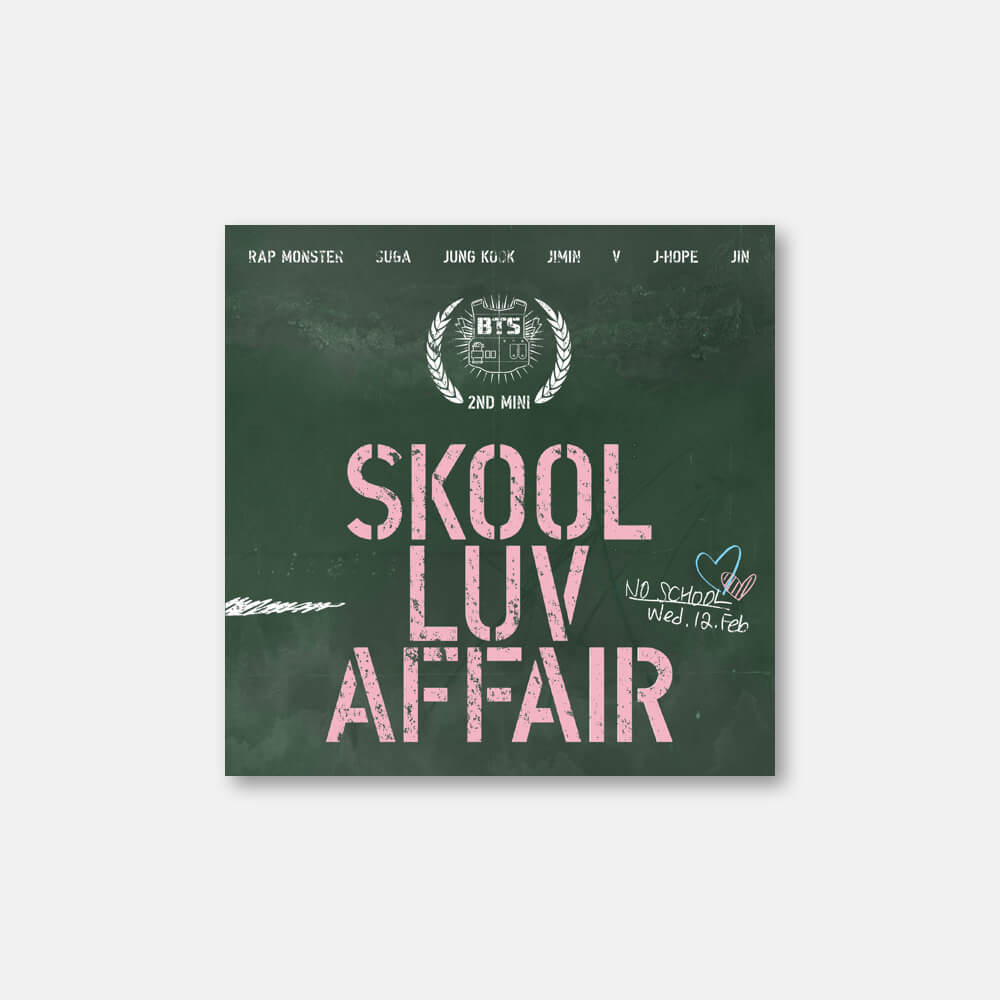 RAP MONSTER SUGA JUNG KOOK JIMIN V J-HOPE JIN
BTS
2ND MINI
SKOOL
LUV
AFFAIR
NO SCHOOL
Wed. 12. Feb